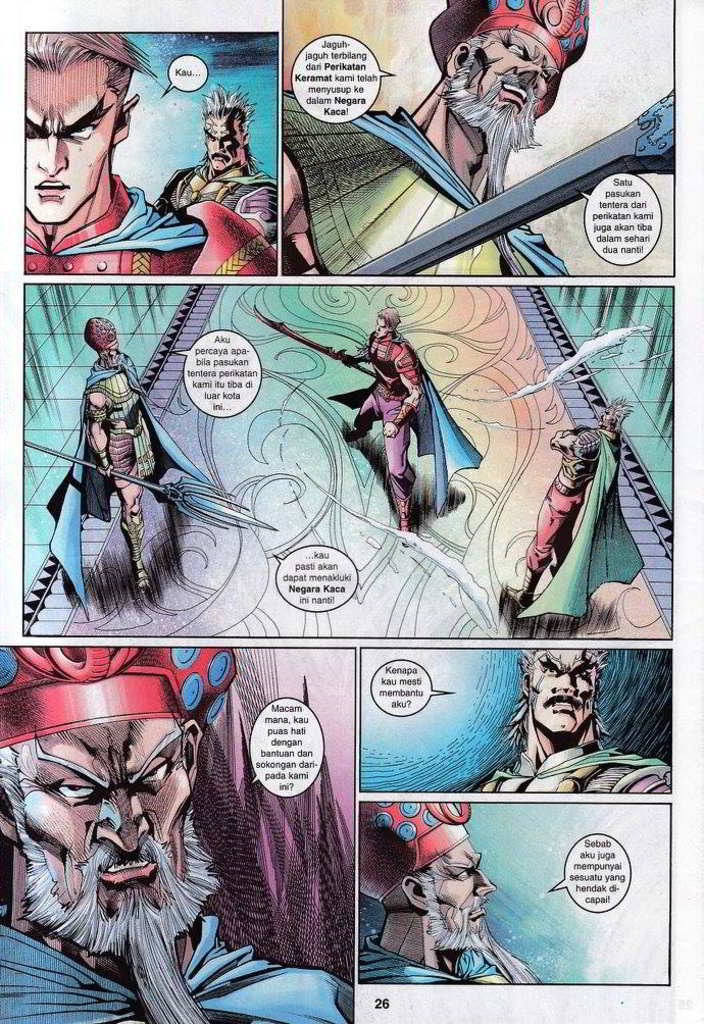 Kau...
Jaguh-
jaguh terbilang
dari Perikatan
Keramat kami telah
menyusup ke
dalam Negara
Kaca!
Satu
pasukan
tentera dari
perikatan kami
juga akan tiba
dalam sehari
dua nanti!
Aku
percaya apa-
bila pasukan
tentera perikatan
kami itu tiba di
luar kota
ini...
...kau
pasti akan
dapat menakluki
Negara Kaca
ini nanti!
Macam
mana, kau
puas hati
dengan
bantuan dan
sokongan dari-
pada kami
ini?
Kenapa
kau mesti
membantu
aku?
Sebab
aku juga
mempunyai
sesuatu yang
hendak di-
capai!
26